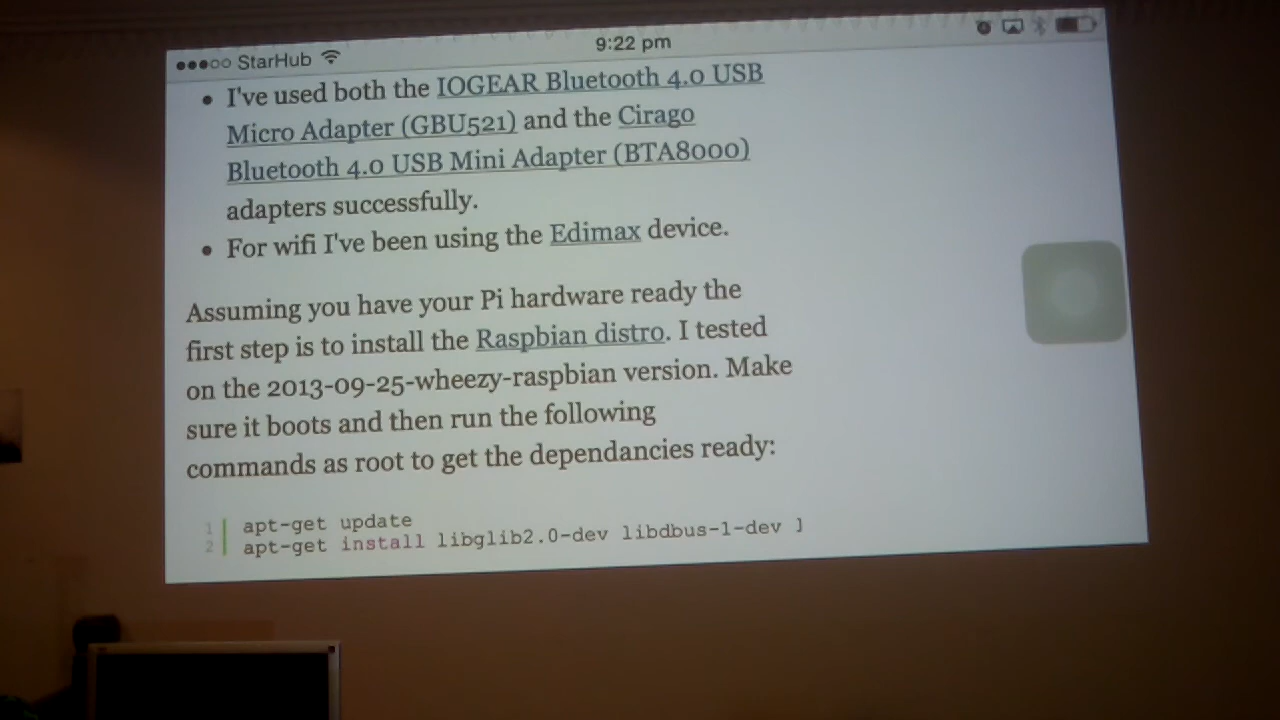 ●●●○○ StarHub
9:22 pm
• I've used both the IOGEAR Bluetooth 4.0 USB
Micro Adapter (GBU521) and the Cirago
Bluetooth 4.0 USB Mini Adapter (BTA8000)
adapters successfully.
• For wifi I've been using the Edimax device.
Assuming you have your Pi hardware ready the
first step is to install the Raspbian distro. I tested
on the 2013-09-25-wheezy-raspbian version. Make
sure it boots and then run the following
commands as root to get the dependancies ready:
1 apt-get update
2 apt-get install libglib2.0-dev libdbus-1-dev